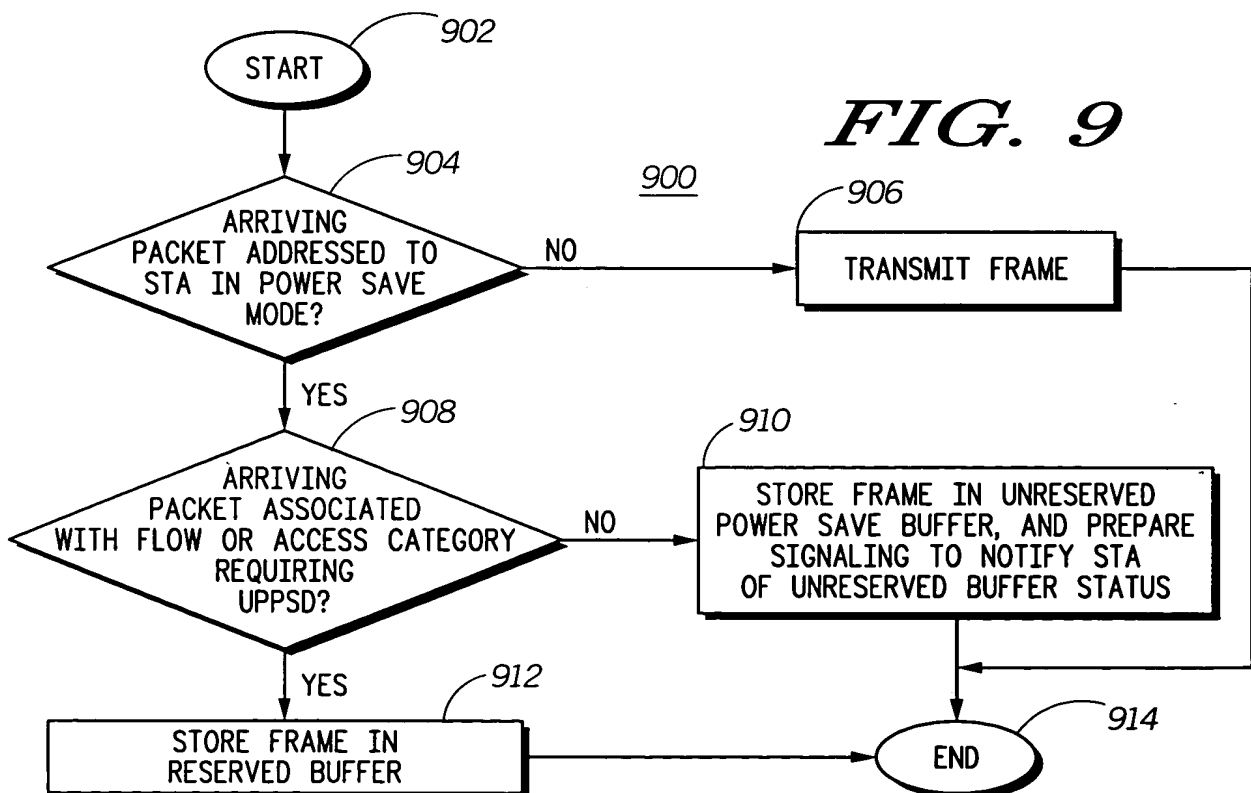 902
START
FIG. 9
904
900
906
ARRIVING
PACKET ADDRESSED TO
STA IN POWER SAVE
MODE?
NO
TRANSMIT FRAME
YES
908
910
ARRIVING
PACKET ASSOCIATED
WITH FLOW OR ACCESS CATEGORY
REQUIRING
UPPSD?
NO
STORE FRAME IN UNRESERVED
POWER SAVE BUFFER, AND PREPARE
SIGNALING TO NOTIFY STA
OF UNRESERVED BUFFER STATUS
YES
912
STORE FRAME IN
RESERVED BUFFER
914
END